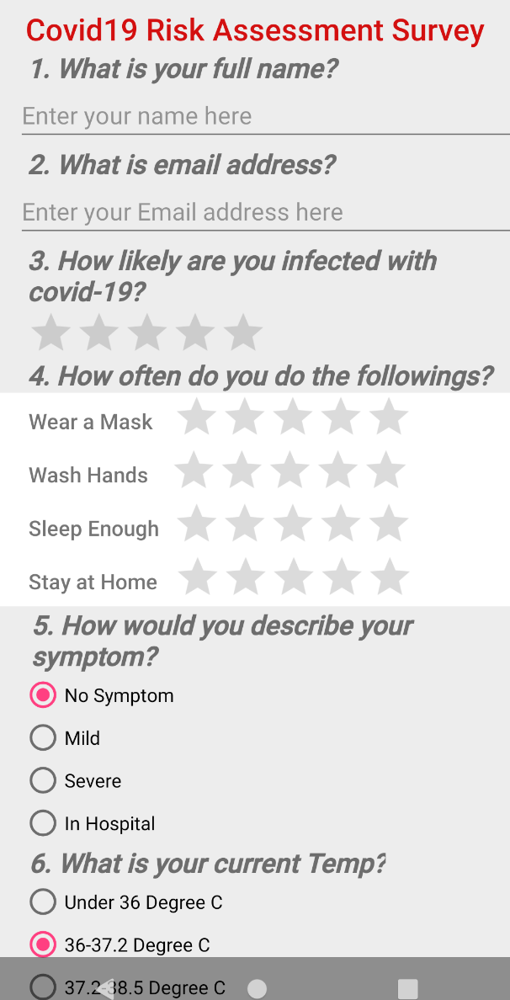 Covid19 Risk Assessment Survey
1. What is your full name?
Enter your name here
2. What is email address?
Enter your Email address here
3. How likely are you infected with
covid-19?
4. How often do you do the followings?
Wear a Mask
Wash Hands
Sleep Enough
Stay at Home
5. How would you describe your
symptom?
No Symptom
Mild
Severe
In Hospital
6. What is your current Temp?
Under 36 Degree C
36-37.2 Degree C
37.2-38.5 Degree C